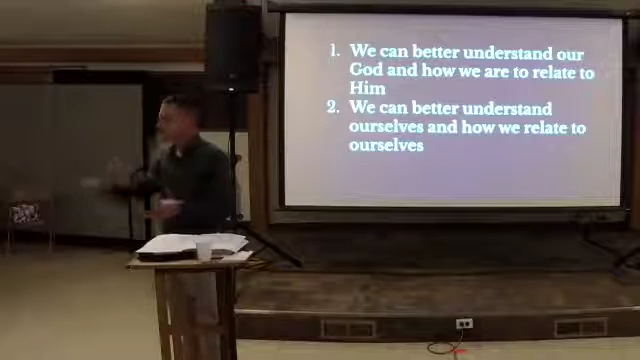 1. We can better understand our
God and how we are to relate to
Him
2. We can better understand
ourselves and how we relate to
ourselves